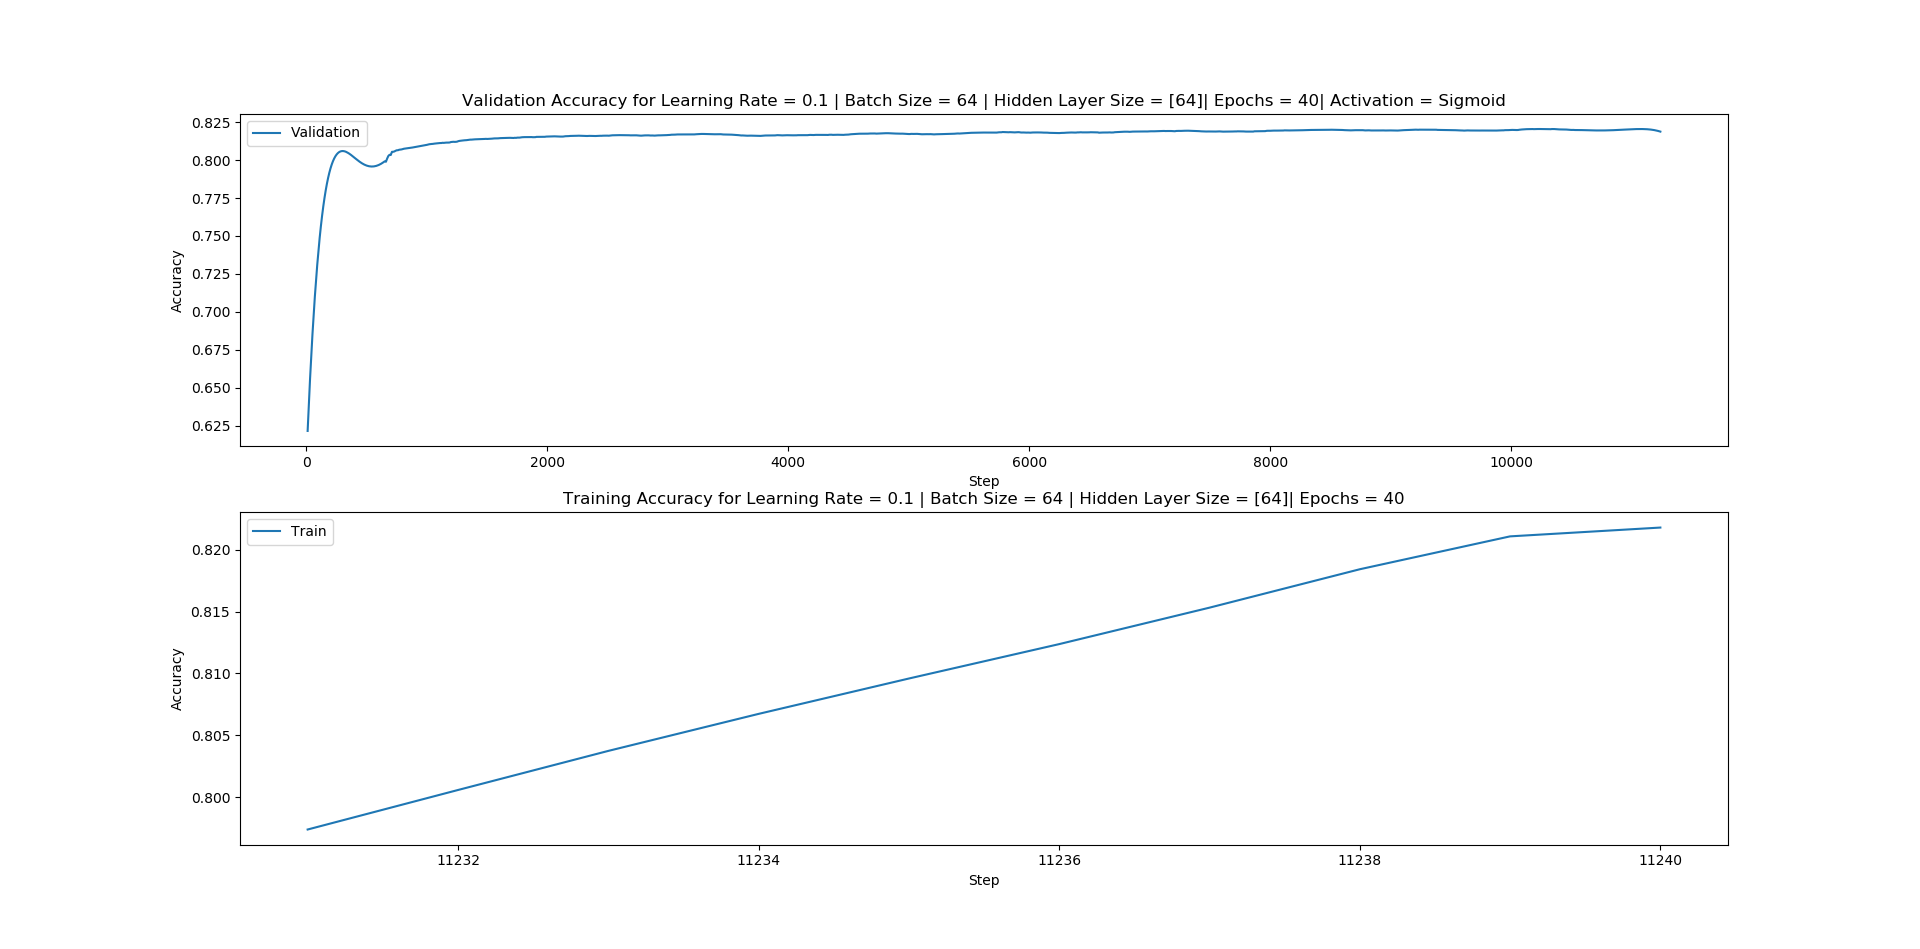 Validation Accuracy for Learning Rate = 0.1 | Batch Size = 64 | Hidden Layer Size = [64]| Epochs = 40| Activation = Sigmoid
Validation
0.825
0.800
0.775
0.750
0.725
0.700
0.675
0.650
0.625
Accuracy
0 2000 4000 6000 8000 10000
Step
Training Accuracy for Learning Rate = 0.1 | Batch Size = 64 | Hidden Layer Size = [64]| Epochs = 40
Train
0.820
0.815
0.810
0.805
0.800
Accuracy
11232 11234 11236 11238 11240
Step